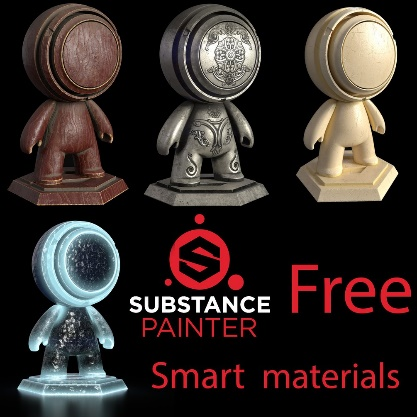 SUBSTANCE
PAINTER
Free
Smart materials